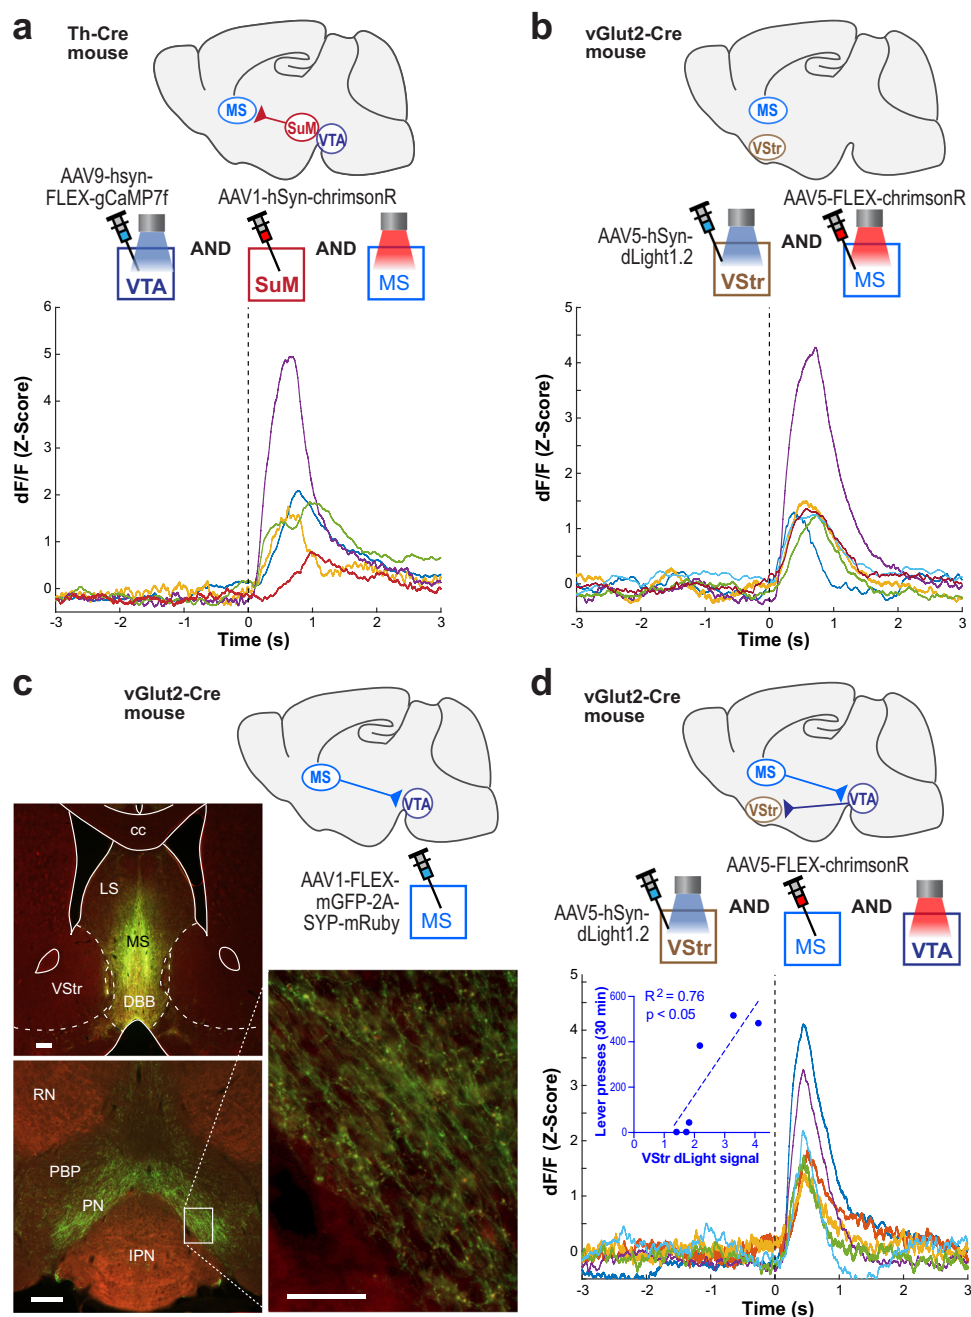 a
Th-Cre
mouse
MS
SuM
VTA
AAV9-hsyn-
FLEX-gCaMP7f
AAV1-hSyn-chrimsonR
VTA
AND
SuM
AND
MS
6
5
4
3
2
1
0
dF/F (Z-Score)
-3
-2
-1
0
1
2
3
Time (s)
b
vGlut2-Cre
mouse
MS
VStr
AAV5-hSyn-
dLight1.2
AAV5-FLEX-chrimsonR
VStr
AND
MS
5
4
3
2
1
0
dF/F (Z-Score)
-3
-2
-1
0
1
2
3
Time (s)
c
vGlut2-Cre
mouse
MS
VTA
AAV1-FLEX-
mGFP-2A-
SYP-mRuby
MS
cc
LS
MS
VStr
DBB
RN
PBP
PN
IPN
d
vGlut2-Cre
mouse
MS
VStr
VTA
AAV5-FLEX-chrimsonR
AAV5-hSyn-
dLight1.2
VStr
AND
MS
AND
VTA
5
4
3
2
1
0
dF/F (Z-Score)
-3
-2
-1
0
1
2
3
Time (s)
R² = 0.76
p < 0.05
Lever presses (30 min)
600
400
200
0
0
1
2
3
4
VStr dLight signal